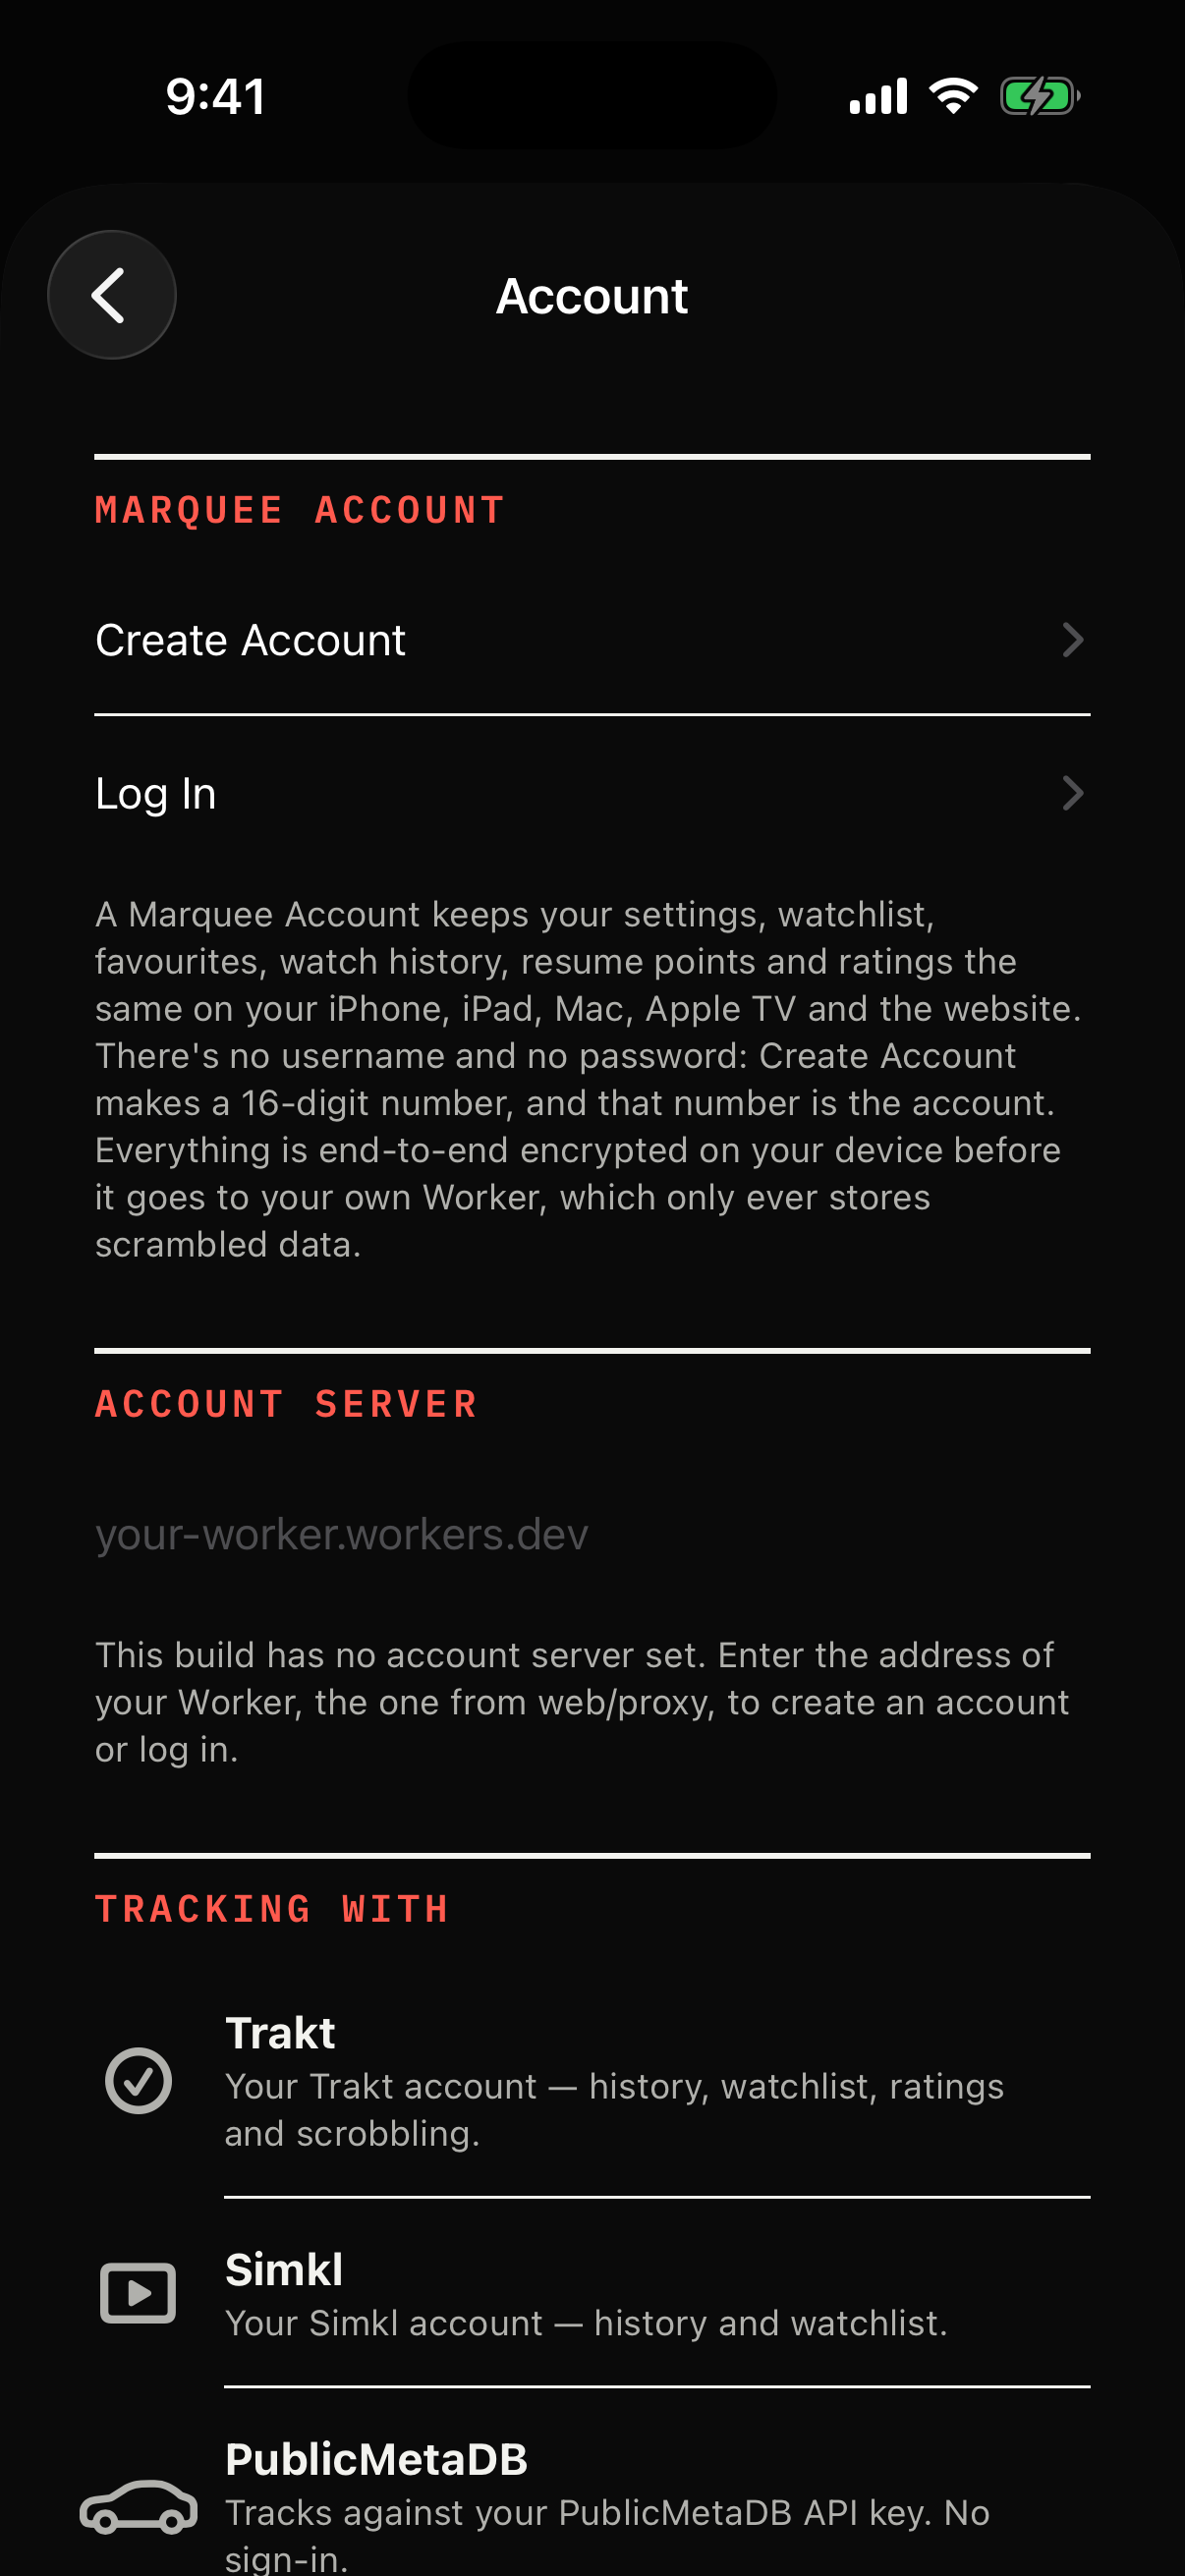 9:41
Account
MARQUEE ACCOUNT
Create Account
Log In
A Marquee Account keeps your settings, watchlist,
favourites, watch history, resume points and ratings the
same on your iPhone, iPad, Mac, Apple TV and the website.
There's no username and no password: Create Account
makes a 16-digit number, and that number is the account.
Everything is end-to-end encrypted on your device before
it goes to your own Worker, which only ever stores
scrambled data.
ACCOUNT SERVER
your-worker.workers.dev
This build has no account server set. Enter the address of
your Worker, the one from web/proxy, to create an account
or log in.
TRACKING WITH
Trakt
Your Trakt account — history, watchlist, ratings
and scrobbling.
Simkl
Your Simkl account — history and watchlist.
PublicMetaDB
Tracks against your PublicMetaDB API key. No
sign-in.